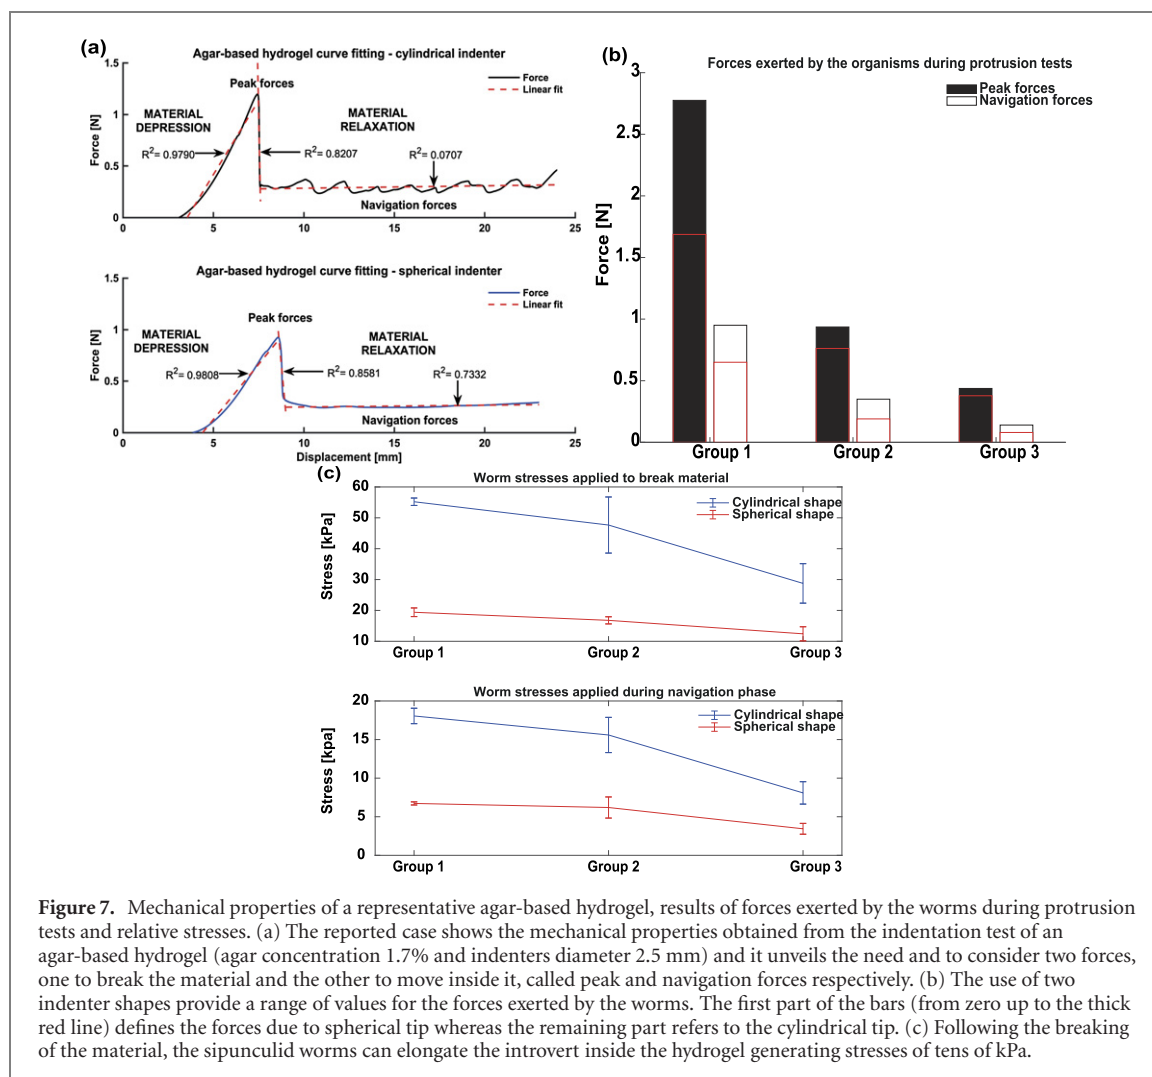 (a)
Agar-based hydrogel curve fitting - cylindrical indenter
1.5
1
0.5
0
Force [N]
Peak forces
Force
Linear fit
MATERIAL
DEPRESSION
MATERIAL
RELAXATION
R²= 0.9790
R²= 0.8207
R²= 0.0707
Navigation forces
0 5 10 15 20 25
Agar-based hydrogel curve fitting - spherical indenter
1.5
1
0.5
0
Force [N]
Peak forces
Force
Linear fit
MATERIAL
DEPRESSION
MATERIAL
RELAXATION
R²= 0.9808
R²= 0.8581
R²= 0.7332
Navigation forces
0 5 10 15 20 25
Displacement [mm]
(b)
Forces exerted by the organisms during protrusion tests
Peak forces
Navigation forces
3
2.5
2
1.5
1
0.5
0
Force [N]
Group 1 Group 2 Group 3
(c)
Worm stresses applied to break material
Cylindrical shape
Spherical shape
60
50
40
30
20
10
Stress [kPa]
Group 1 Group 2 Group 3
Worm stresses applied during navigation phase
Cylindrical shape
Spherical shape
20
15
10
5
0
Stress [kpa]
Group 1 Group 2 Group 3
Figure 7. Mechanical properties of a representative agar-based hydrogel, results of forces exerted by the worms during protrusion
tests and relative stresses. (a) The reported case shows the mechanical properties obtained from the indentation test of an
agar-based hydrogel (agar concentration 1.7% and indenters diameter 2.5 mm) and it unveils the need and to consider two forces,
one to break the material and the other to move inside it, called peak and navigation forces respectively. (b) The use of two
indenter shapes provide a range of values for the forces exerted by the worms. The first part of the bars (from zero up to the thick
red line) defines the forces due to spherical tip whereas the remaining part refers to the cylindrical tip. (c) Following the breaking
of the material, the sipunculid worms can elongate the introvert inside the hydrogel generating stresses of tens of kPa.